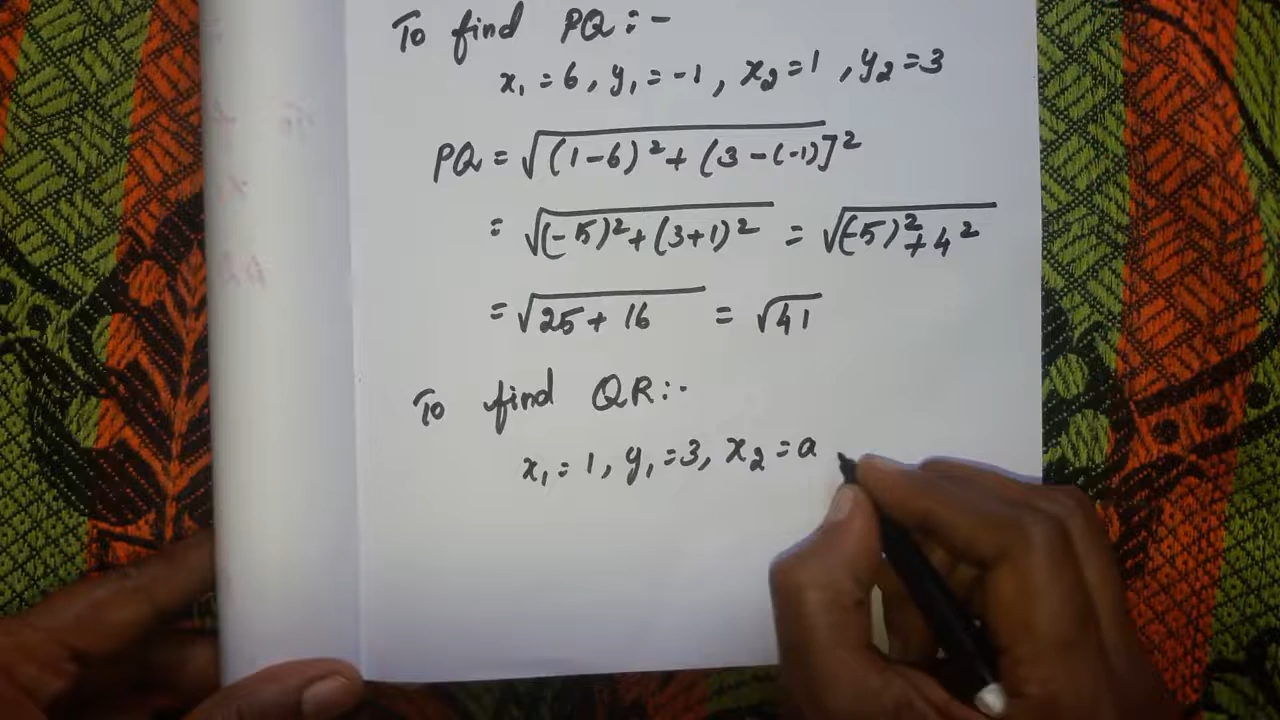 To find PQ:-
x₁ = 6, y₁ = -1, x₂ = 1, y₂ = 3
PQ = √(1-6)² + (3-(-1)]²
= √(-5)² + (3+1)² = √(-5)² + 4²
= √25 + 16 = √41
To find QR:-
x₁ = 1, y₁ = 3, x₂ = a